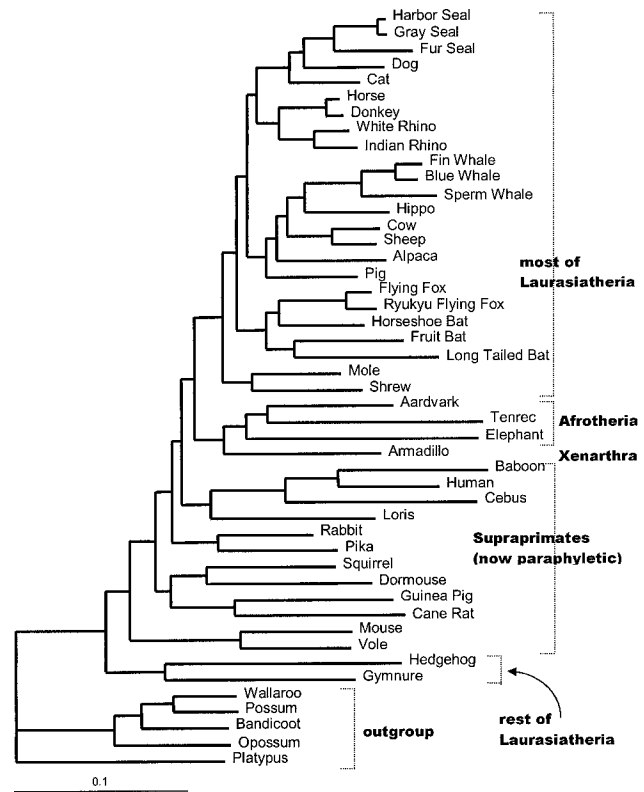 Harbor Seal
Gray Seal
Fur Seal
Dog
Cat
Horse
Donkey
White Rhino
Indian Rhino
Fin Whale
Blue Whale
Sperm Whale
Hippo
Cow
Sheep
Alpaca
Pig
most of
Laurasiatheria
Flying Fox
Ryukyu Flying Fox
Horseshoe Bat
Fruit Bat
Long Tailed Bat
Mole
Shrew
Aardvark
Tenrec
Elephant
Afrotheria
Armadillo
Xenarthra
Baboon
Human
Cebus
Loris
Rabbit
Pika
Supraprimates
(now paraphyletic)
Squirrel
Dormouse
Guinea Pig
Cane Rat
Mouse
Vole
Hedgehog
Gymnure
rest of
Laurasiatheria
Wallaroo
Possum
Bandicoot
Opossum
Platypus
outgroup
0.1